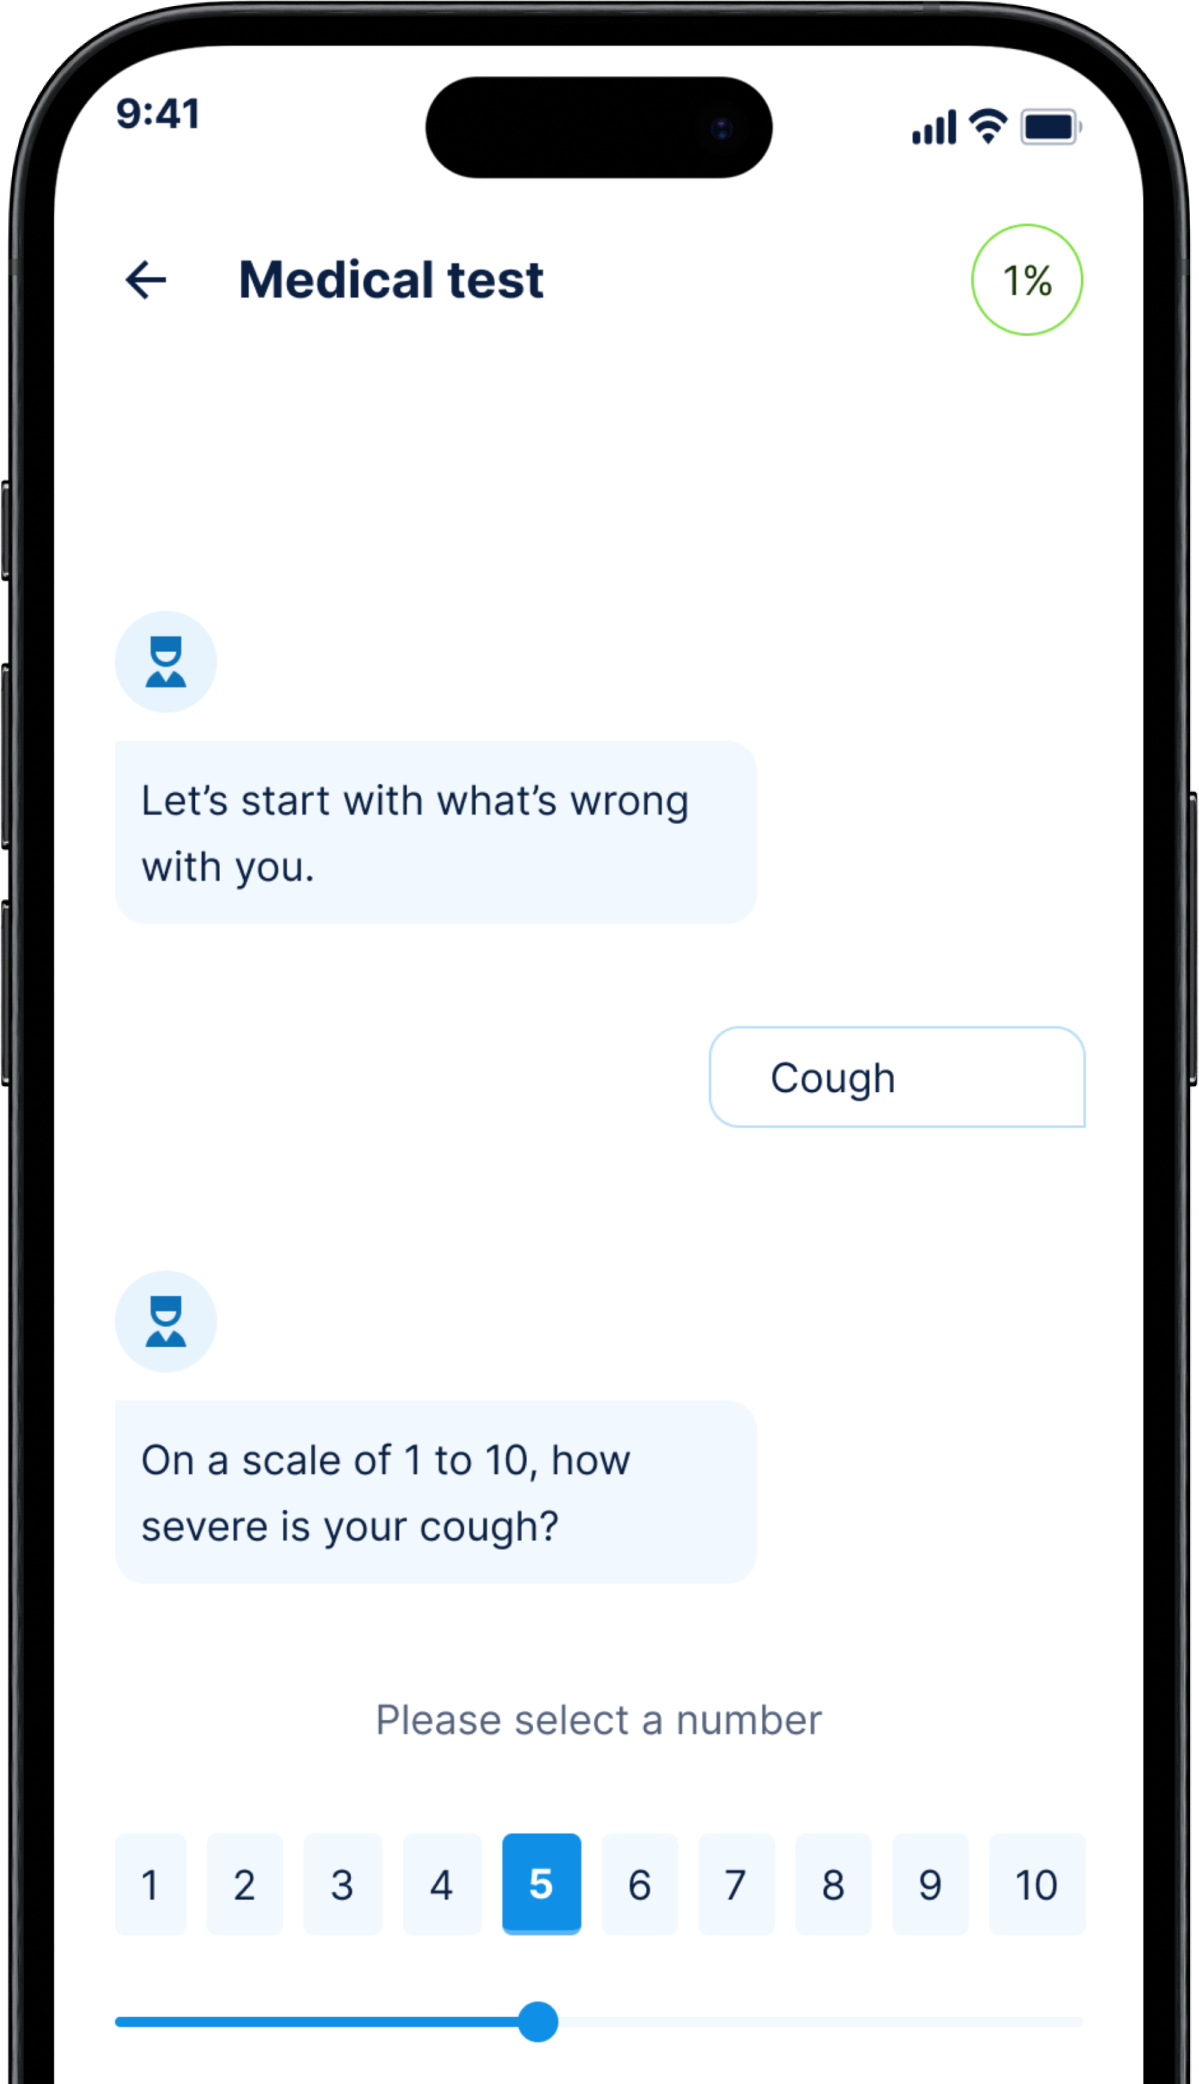 9:41
Medical test
1%
Let’s start with what’s wrong
with you.
Cough
On a scale of 1 to 10, how
severe is your cough?
Please select a number
1 2 3 4 5 6 7 8 9 10